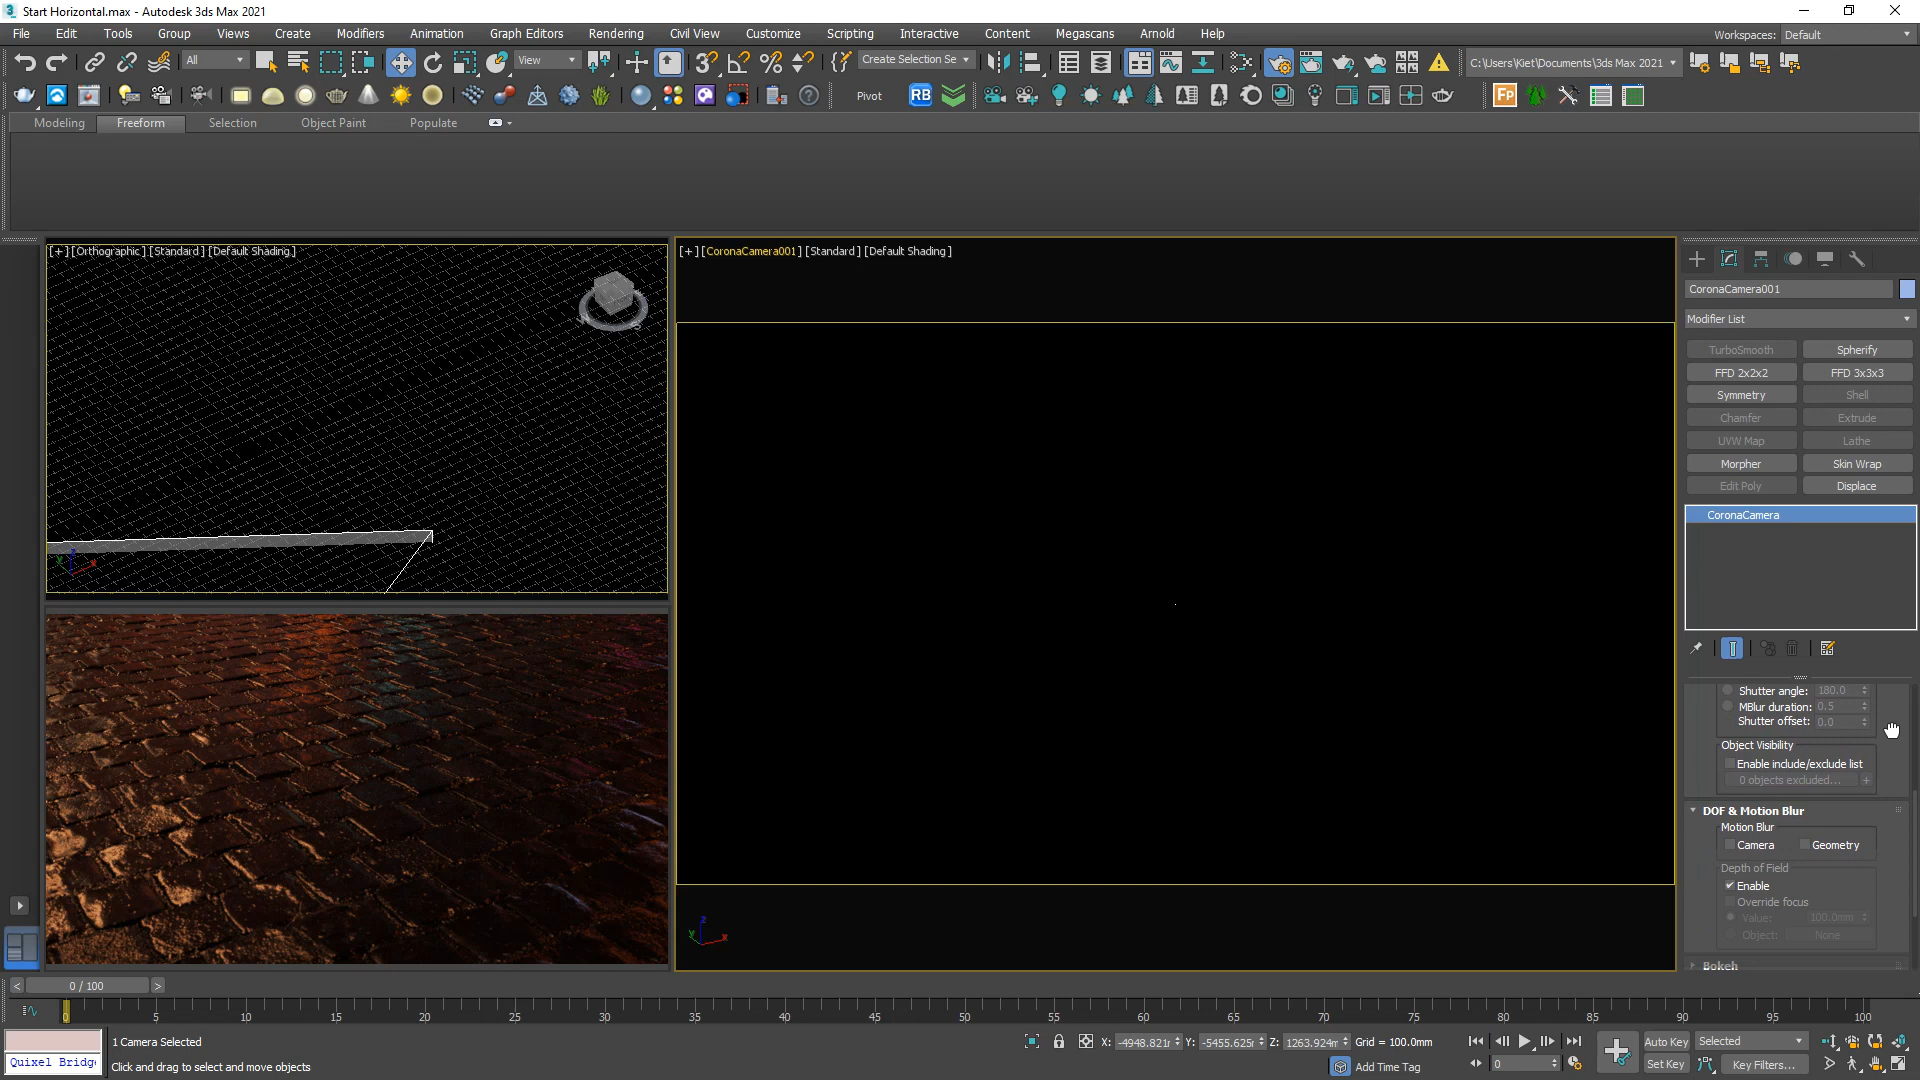 Start Horizontal.max - Autodesk 3ds Max 2021
File Edit Tools Group Views Create Modifiers Animation Graph Editors Rendering Civil View Customize Scripting Interactive Content Megascans Arnold Help
Workspaces: Default
All
View
Create Selection Se
C:\Users\Kiet\Documents\3ds Max 2021
Pivot
RB
Fp
Modeling Freeform Selection Object Paint Populate
[+] [Orthographic] [Standard] [Default Shading]
[+] [CoronaCamera001] [Standard] [Default Shading]
CoronaCamera001
Modifier List
TurboSmooth Spherify
FFD 2x2x2 FFD 3x3x3
Symmetry Shell
Chamfer Extrude
UVW Map Lathe
Morpher Skin Wrap
Edit Poly Displace
CoronaCamera
Shutter angle: 180.0
MBlur duration: 0.5
Shutter offset: 0.0
Object Visibility
Enable include/exclude list
0 objects excluded... +
DOF & Motion Blur
Motion Blur
Camera Geometry
Depth of Field
Enable
Override focus
Value: 100.0mm
Object: None
Bokeh
< 0 / 100 >
0 5 10 15 20 25 30 35 40 45 50 55 60 65 70 75 80 85 90 95 100
1 Camera Selected
X: -4948.821r Y: -5455.625r Z: 1263.924m Grid = 100.0mm
Auto Key Selected
Quixel Bridg
Click and drag to select and move objects
Add Time Tag
0
Set Key Key Filters...